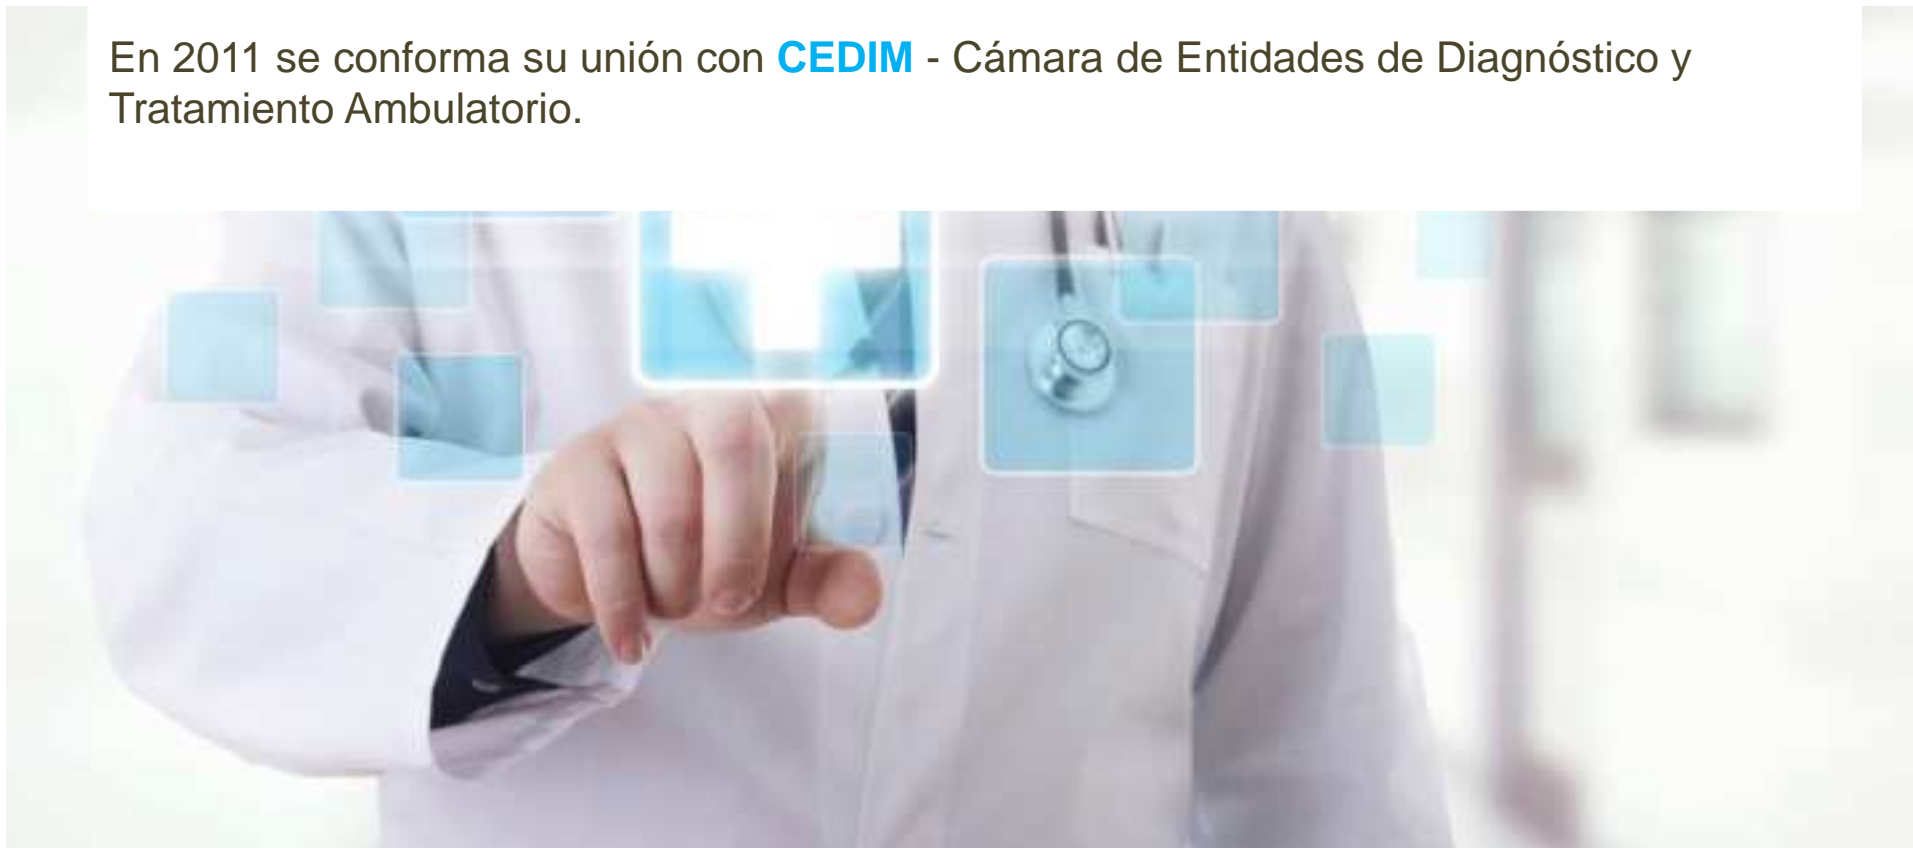 En 2011 se conforma su unión con CEDIM - Cámara de Entidades de Diagnóstico y
Tratamiento Ambulatorio.